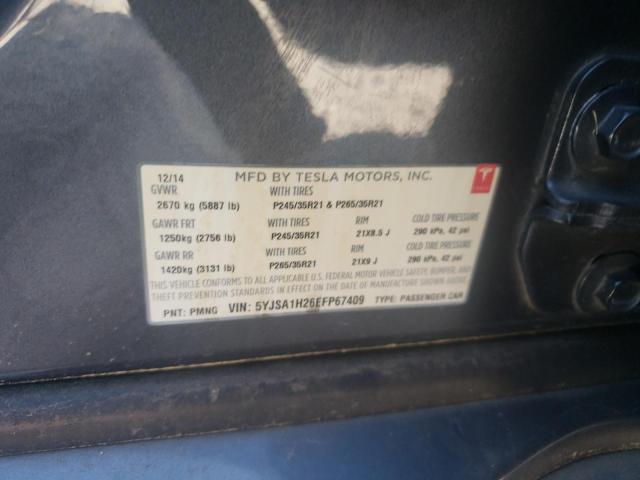 12/14 MFD BY TESLA MOTORS, INC.
GVWR WITH TIRES
2670 kg (5887 lb) P245/35R21 & P265/35R21
GAWR FRT WITH TIRES RIM COLD TIRE PRESSURE
1250kg (2756 lb) P245/35R21 21X8.5 J 290 kPa, 42 psi
GAWR RR WITH TIRES RIM COLD TIRE PRESSURE
1420kg (3131 lb) P265/35R21 21X9 J 290 kPa, 42 psi
THIS VEHICLE CONFORMS TO ALL APPLICABLE U.S. FEDERAL MOTOR VEHICLE SAFETY, BUMPER, AND
THEFT PREVENTION STANDARDS IN EFFECT ON THE DATE OF MANUFACTURE SHOWN ABOVE.
PNT: PMNG VIN: 5YJSA1H26EFP67409 TYPE: PASSENGER CAR